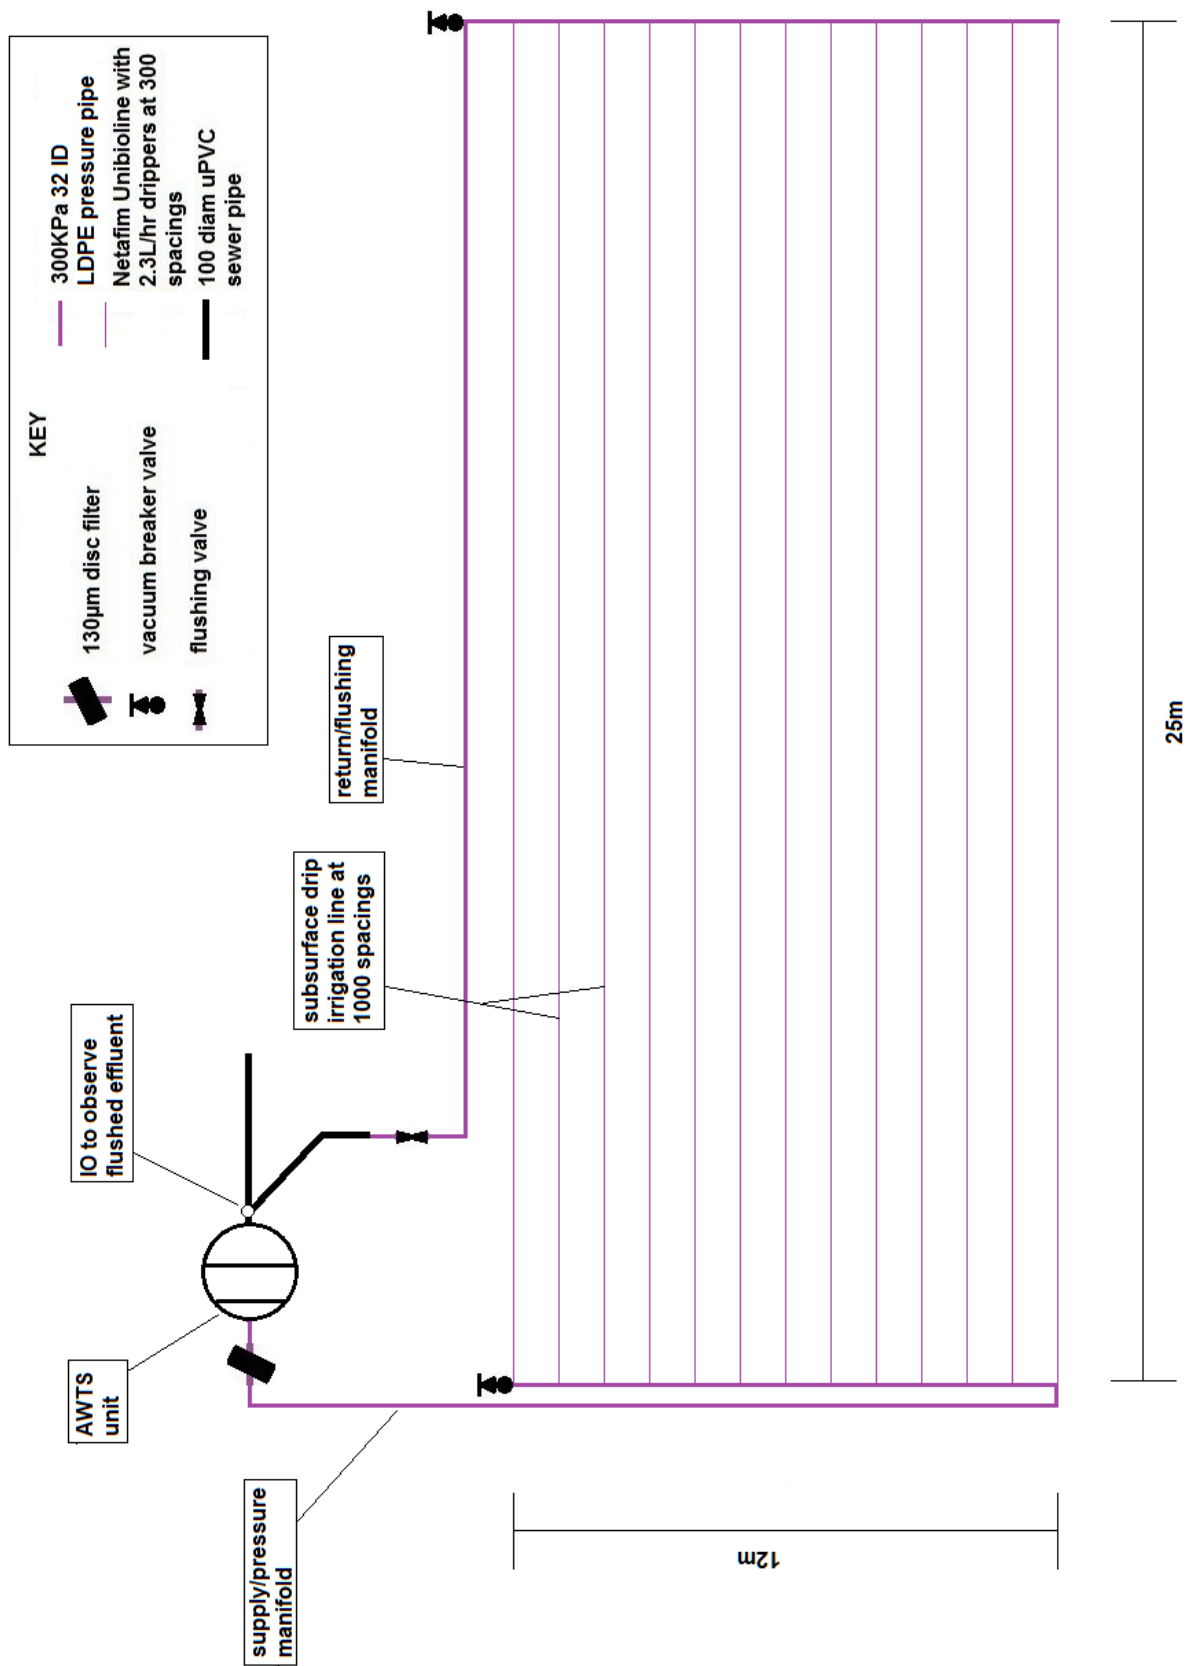 KEY
130µm disc filter
vacuum breaker valve
flushing valve
300KPa 32 ID
LDPE pressure pipe
Netafim Unibioline with
2.3L/hr drippers at 300
spacings
100 diam uPVC
sewer pipe
AWTS
unit
IO to observe
flushed effluent
subsurface drip
irrigation line at
1000 spacings
return/flushing
manifold
supply/pressure
manifold
12m
25m